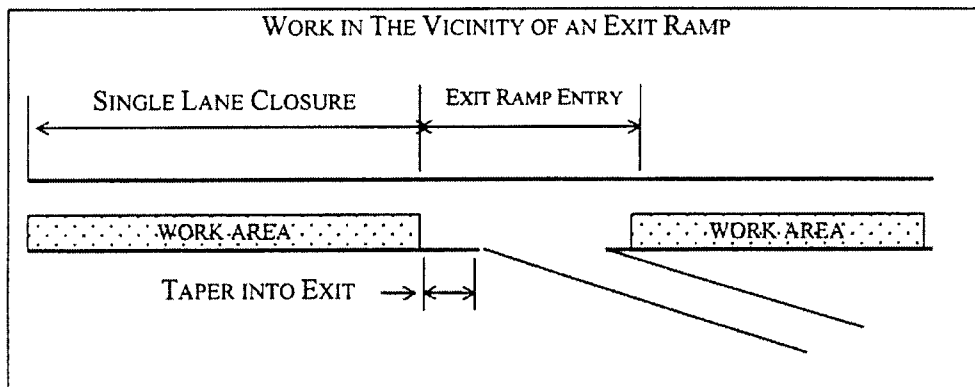 WORK IN THE VICINITY OF AN EXIT RAMP
SINGLE LANE CLOSURE
EXIT RAMP ENTRY
WORK AREA
WORK AREA
TAPER INTO EXIT